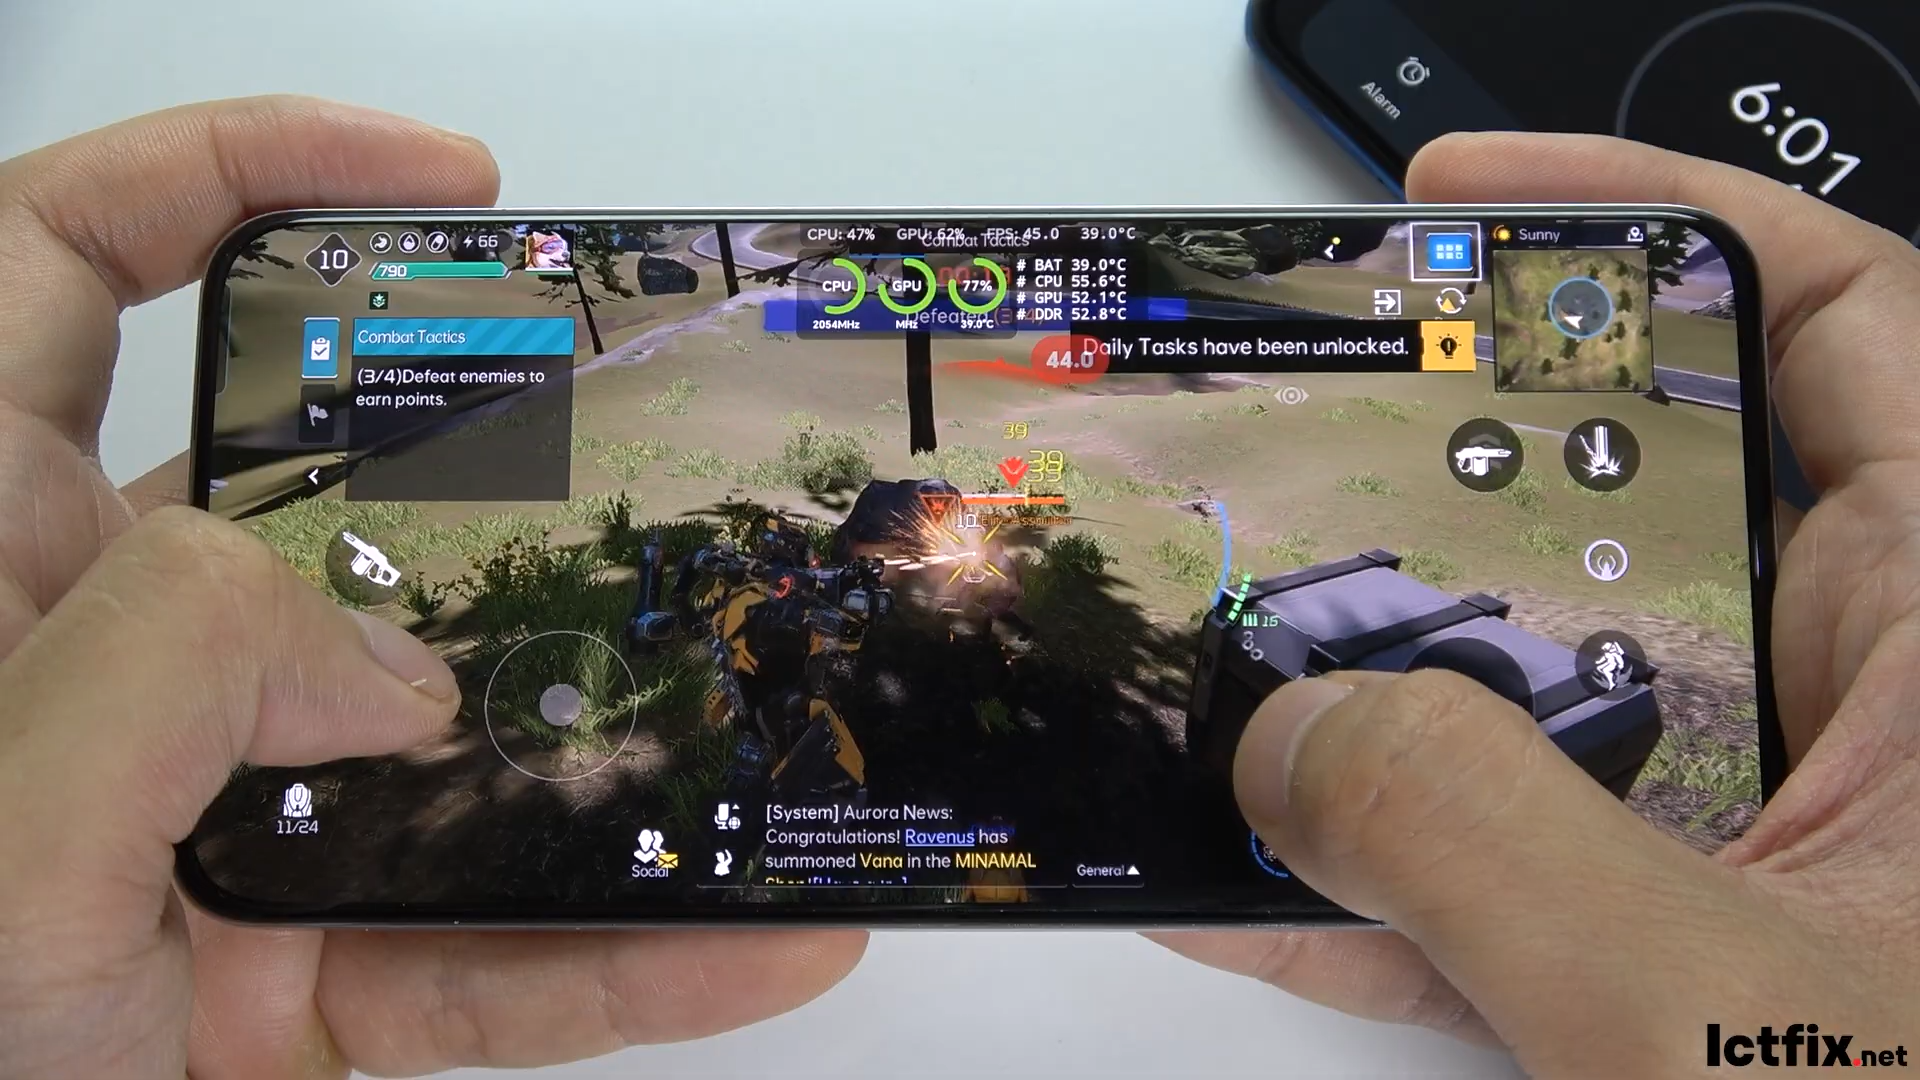 Alarm
6:01
10
66
790
CPU: 47% GPU: 62% FPS: 45.0 39.0°C
Combat Tactics
CPU
GPU
77%
2054MHz
MHz
39.0°C
# BAT 39.0°C
# CPU 55.6°C
# GPU 52.1°C
# DDR 52.8°C
Sunny
Combat Tactics
(3/4)Defeat enemies to
earn points.
44.0
Daily Tasks have been unlocked.
39
39
39
10
15
11/24
Social
[System] Aurora News:
Congratulations! Ravenus has
summoned Vana in the MINAMAL
General
Ictfix.net